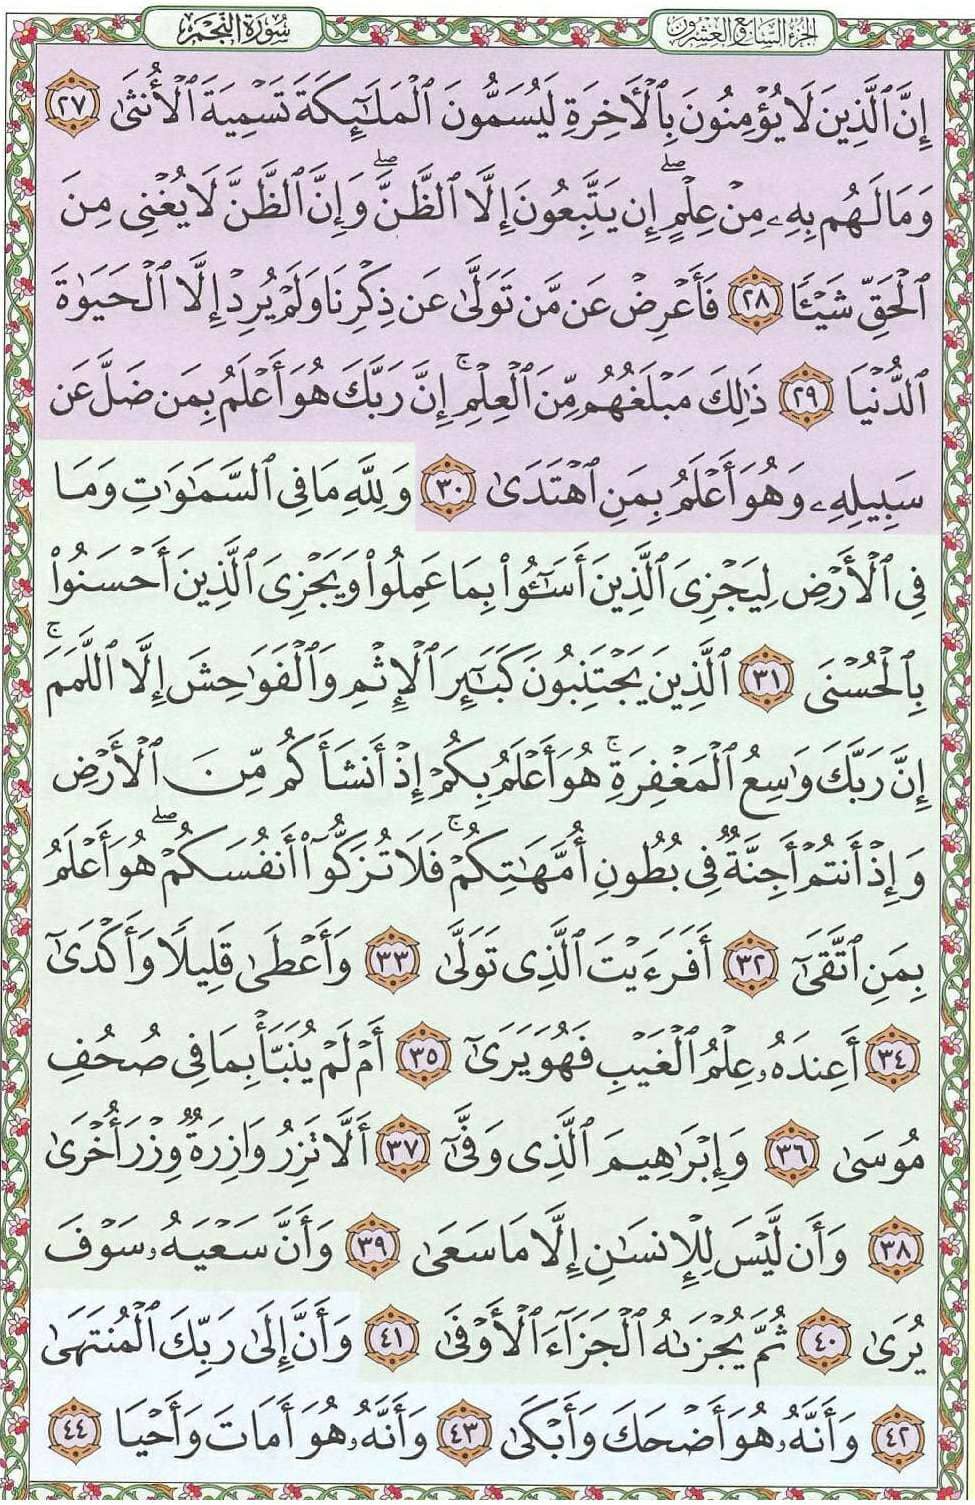 الجزء السابع والعشرون
سورة النجم
إِنَّ ٱلَّذِينَ لَا يُؤۡمِنُونَ بِٱلۡأٓخِرَةِ لَيُسَمُّونَ ٱلۡمَلَٰٓئِكَةَ تَسۡمِيَةَ ٱلۡأُنثَىٰ ٢٧
وَمَا لَهُم بِهِۦ مِنۡ عِلۡمٍۖ إِن يَتَّبِعُونَ إِلَّا ٱلظَّنَّۖ وَإِنَّ ٱلظَّنَّ لَا يُغۡنِي مِنَ
ٱلۡحَقِّ شَيۡـٔٗا ٢٨ فَأَعۡرِضۡ عَن مَّن تَوَلَّىٰ عَن ذِكۡرِنَا وَلَمۡ يُرِدۡ إِلَّا ٱلۡحَيَوٰةَ
ٱلدُّنۡيَا ٢٩ ذَٰلِكَ مَبۡلَغُهُم مِّنَ ٱلۡعِلۡمِۚ إِنَّ رَبَّكَ هُوَ أَعۡلَمُ بِمَن ضَلَّ عَن
سَبِيلِهِۦ وَهُوَ أَعۡلَمُ بِمَنِ ٱهۡتَدَىٰ ٣٠ وَلِلَّهِ مَا فِي ٱلسَّمَٰوَٰتِ وَمَا
فِي ٱلۡأَرۡضِ لِيَجۡزِيَ ٱلَّذِينَ أَسَٰٓـُٔواْ بِمَا عَمِلُواْ وَيَجۡزِيَ ٱلَّذِينَ أَحۡسَنُواْ
بِٱلۡحُسۡنَى ٣١ ٱلَّذِينَ يَجۡتَنِبُونَ كَبَٰٓئِرَ ٱلۡإِثۡمِ وَٱلۡفَوَٰحِشَ إِلَّا ٱللَّمَمَۚ
إِنَّ رَبَّكَ وَٰسِعُ ٱلۡمَغۡفِرَةِۚ هُوَ أَعۡلَمُ بِكُمۡ إِذۡ أَنشَأَكُم مِّنَ ٱلۡأَرۡضِ
وَإِذۡ أَنتُمۡ أَجِنَّةٞ فِي بُطُونِ أُمَّهَٰتِكُمۡۖ فَلَا تُزَكُّوٓاْ أَنفُسَكُمۡۖ هُوَ أَعۡلَمُ
بِمَنِ ٱتَّقَىٰٓ ٣٢ أَفَرَءَيۡتَ ٱلَّذِي تَوَلَّىٰ ٣٣ وَأَعۡطَىٰ قَلِيلٗا وَأَكۡدَىٰٓ
٣٤ أَعِندَهُۥ عِلۡمُ ٱلۡغَيۡبِ فَهُوَ يَرَىٰٓ ٣٥ أَمۡ لَمۡ يُنَبَّأۡ بِمَا فِي صُحُفِ
مُوسَىٰ ٣٦ وَإِبۡرَٰهِيمَ ٱلَّذِي وَفَّىٰٓ ٣٧ أَلَّا تَزِرُ وَازِرَةٞ وِزۡرَ أُخۡرَىٰ
٣٨ وَأَن لَّيۡسَ لِلۡإِنسَٰنِ إِلَّا مَا سَعَىٰ ٣٩ وَأَنَّ سَعۡيَهُۥ سَوۡفَ
يُرَىٰ ٤٠ ثُمَّ يُجۡزَىٰهُ ٱلۡجَزَآءَ ٱلۡأَوۡفَىٰ ٤١ وَأَنَّ إِلَىٰ رَبِّكَ ٱلۡمُنتَهَىٰ
٤٢ وَأَنَّهُۥ هُوَ أَضۡحَكَ وَأَبۡكَىٰ ٤٣ وَأَنَّهُۥ هُوَ أَمَاتَ وَأَحۡيَا ٤٤